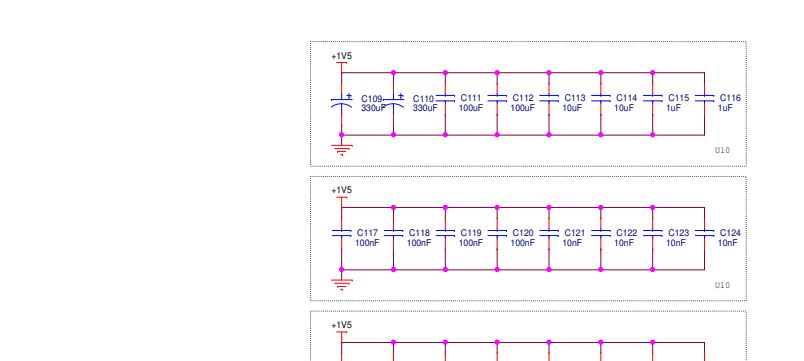 +1V5
C109 C110 C111 C112 C113 C114 C115 C116
330uF 330uF 100uF 100uF 10uF 10uF 1uF 1uF
U10
+1V5
C117 C118 C119 C120 C121 C122 C123 C124
100nF 100nF 100nF 100nF 10nF 10nF 10nF 10nF
U10
+1V5